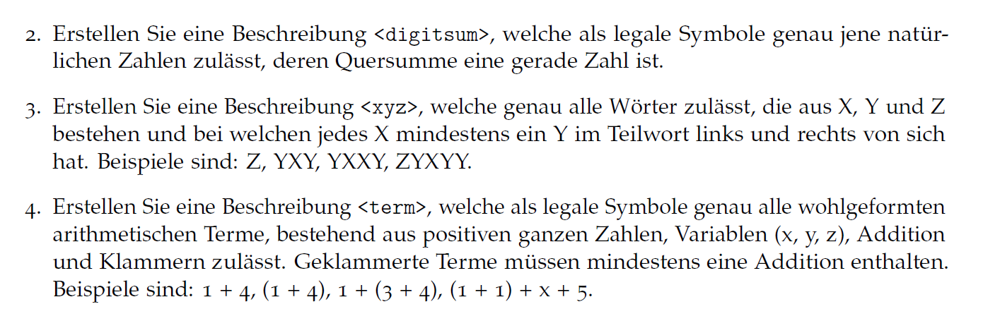 2. Erstellen Sie eine Beschreibung <digitsum>, welche als legale Symbole genau jene natür-
lichen Zahlen zulässt, deren Quersumme eine gerade Zahl ist.
3. Erstellen Sie eine Beschreibung <xyz>, welche genau alle Wörter zulässt, die aus X, Y und Z
bestehen und bei welchen jedes X mindestens ein Y im Teilwort links und rechts von sich
hat. Beispiele sind: Z, YXY, YXXY, ZYXYY.
4. Erstellen Sie eine Beschreibung <term>, welche als legale Symbole genau alle wohlgeformten
arithmetischen Terme, bestehend aus positiven ganzen Zahlen, Variablen (x, y, z), Addition
und Klammern zulässt. Geklammerte Terme müssen mindestens eine Addition enthalten.
Beispiele sind: 1 + 4, (1 + 4), 1 + (3 + 4), (1 + 1) + x + 5.